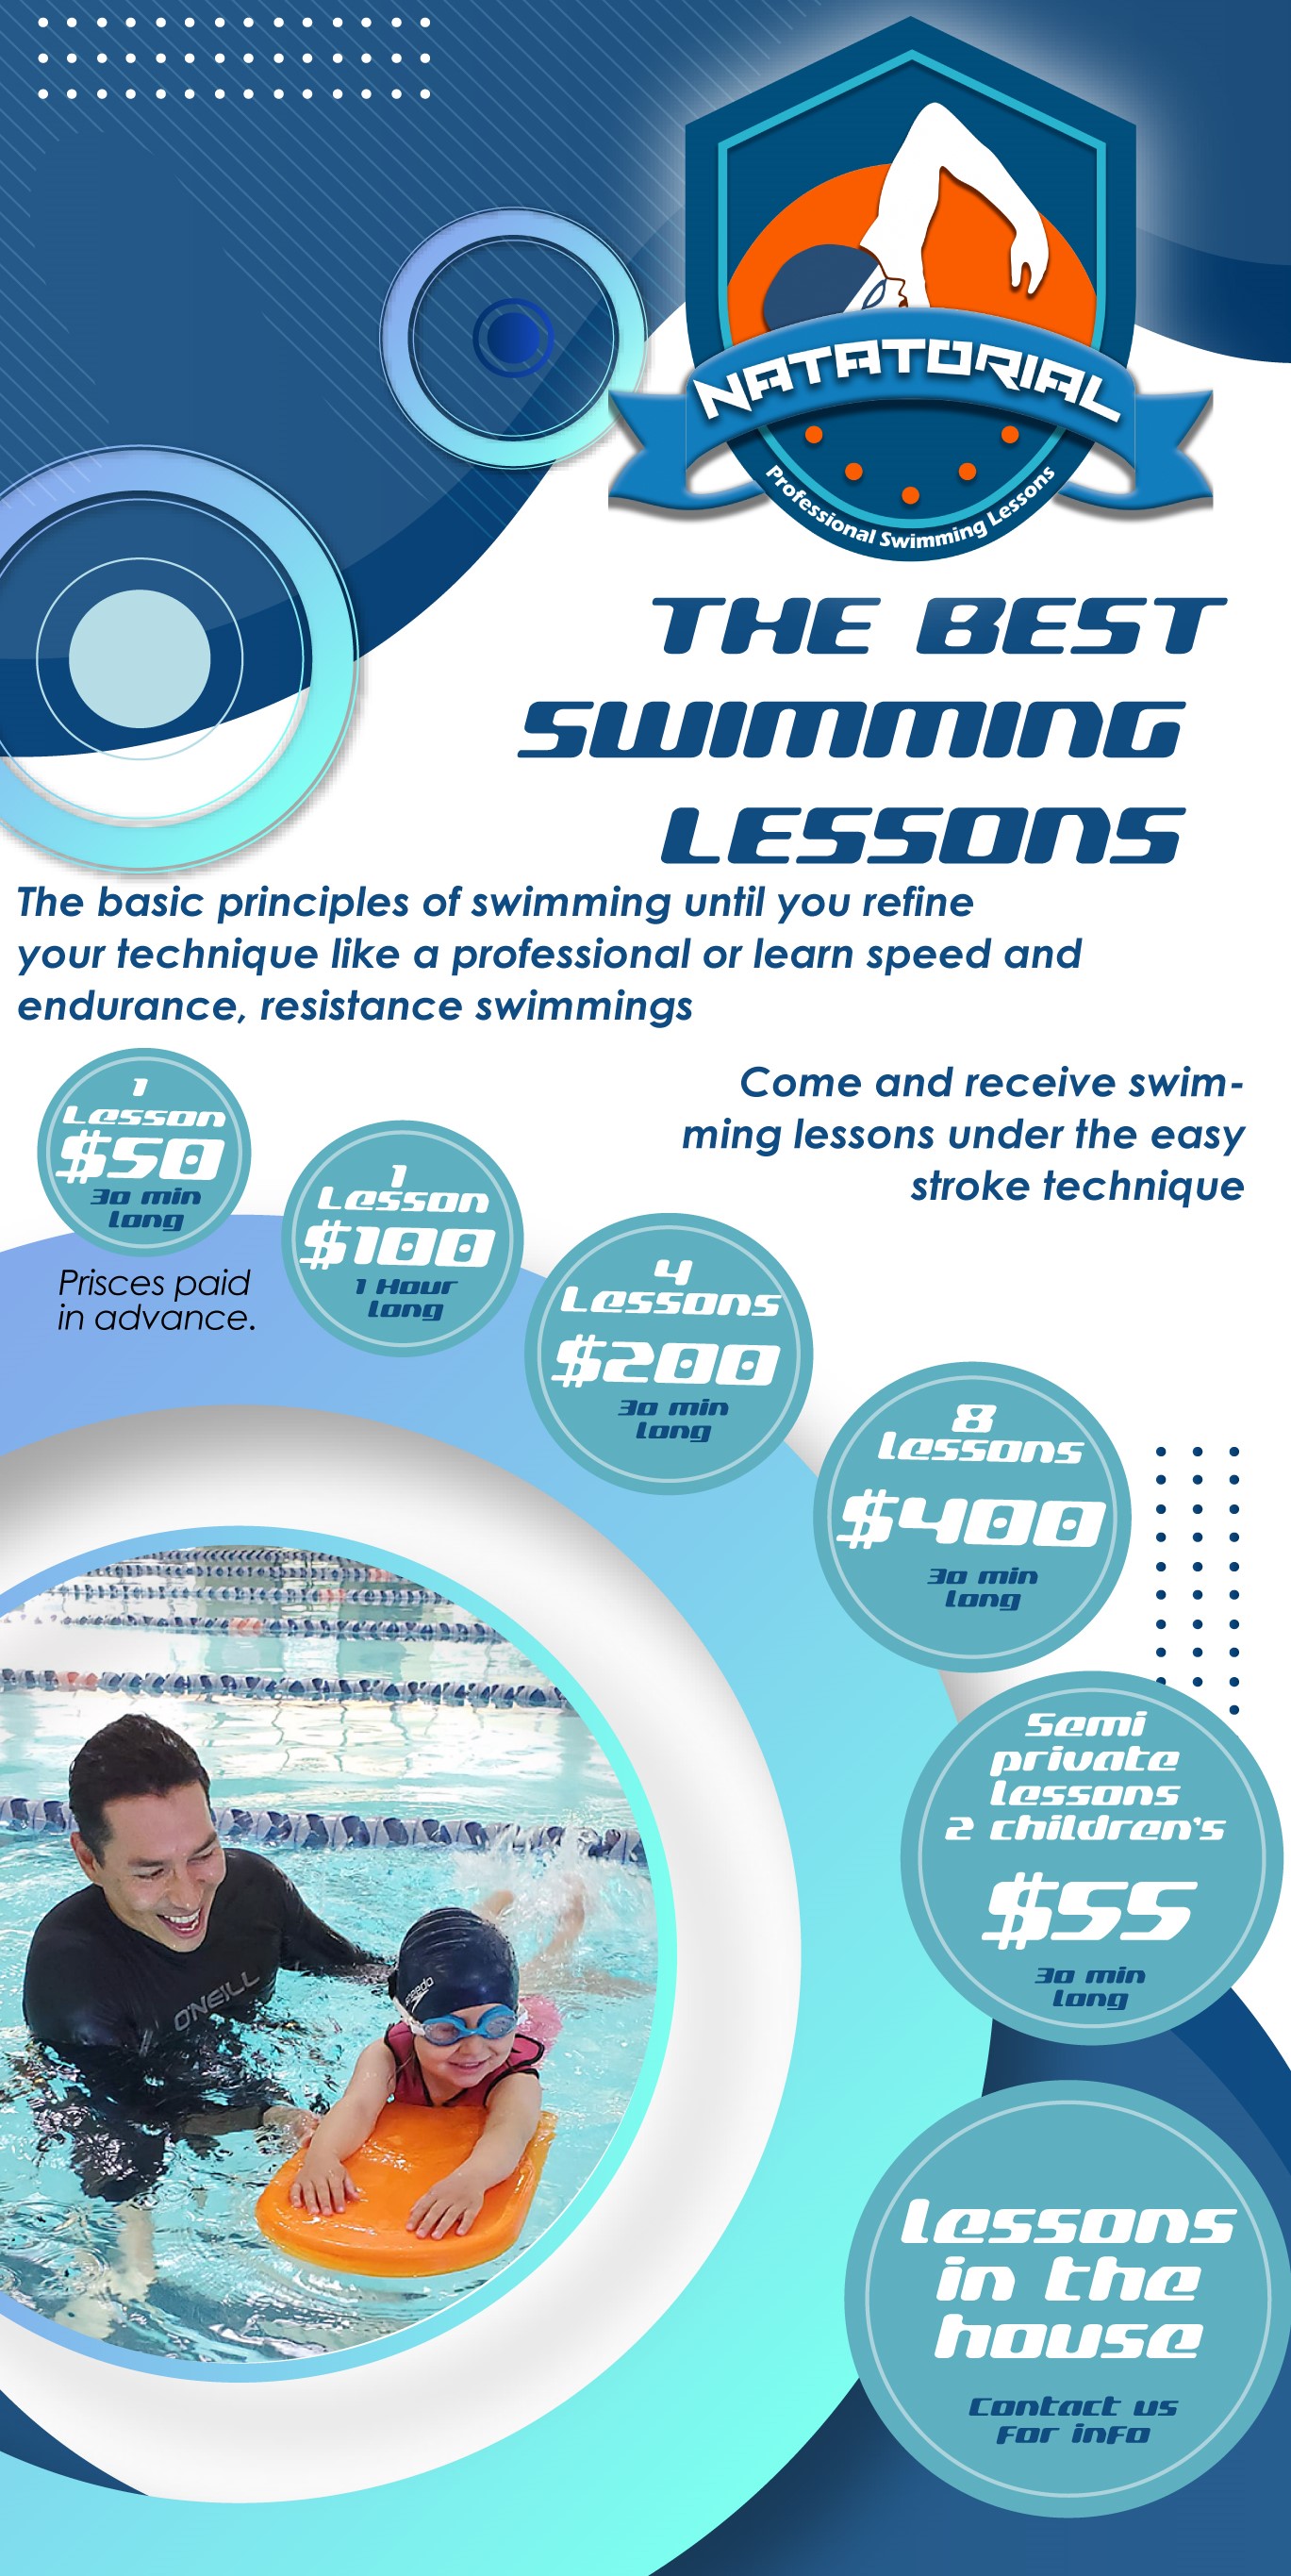 NATATORIAL
Professional Swimming Lessons
THE BEST
SWIMMING
LESSONS
The basic principles of swimming until you refine
your technique like a professional or learn speed and
endurance, resistance swimmings
Come and receive swim-
ming lessons under the easy
stroke technique
1
Lesson
$50
30 min
long
Prisces paid
in advance.
1
Lesson
$100
1 Hour
long
4
Lessons
$200
30 min
long
8
lessons
$400
30 min
long
Semi
private
lessons
2 children's
$55
30 min
long
O'NEILL
speedo
lessons
in the
house
Contact us
for info